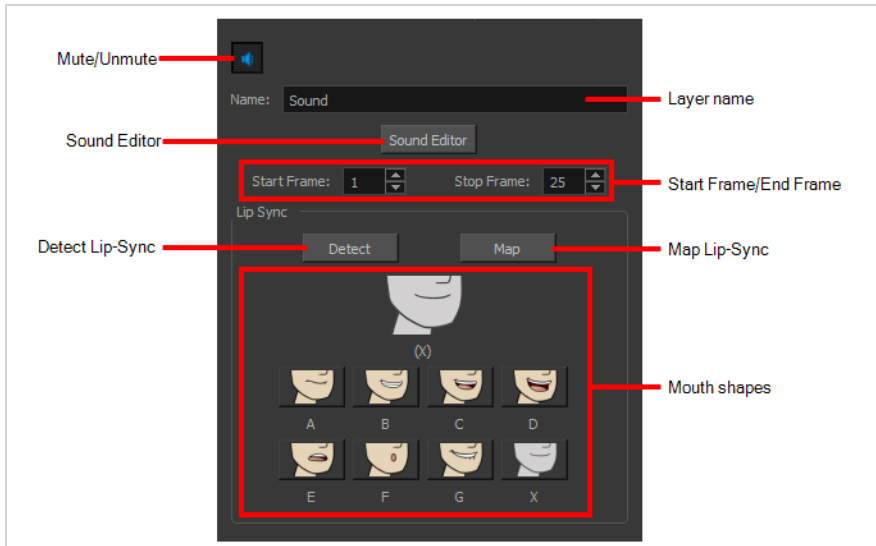 Mute/Unmute
Name: Sound
Layer name
Sound Editor
Sound Editor
Start Frame: 1 Stop Frame: 25
Start Frame/End Frame
Lip Sync
Detect Lip-Sync
Detect Map
Map Lip-Sync
(X)
Mouth shapes
A B C D
E F G X